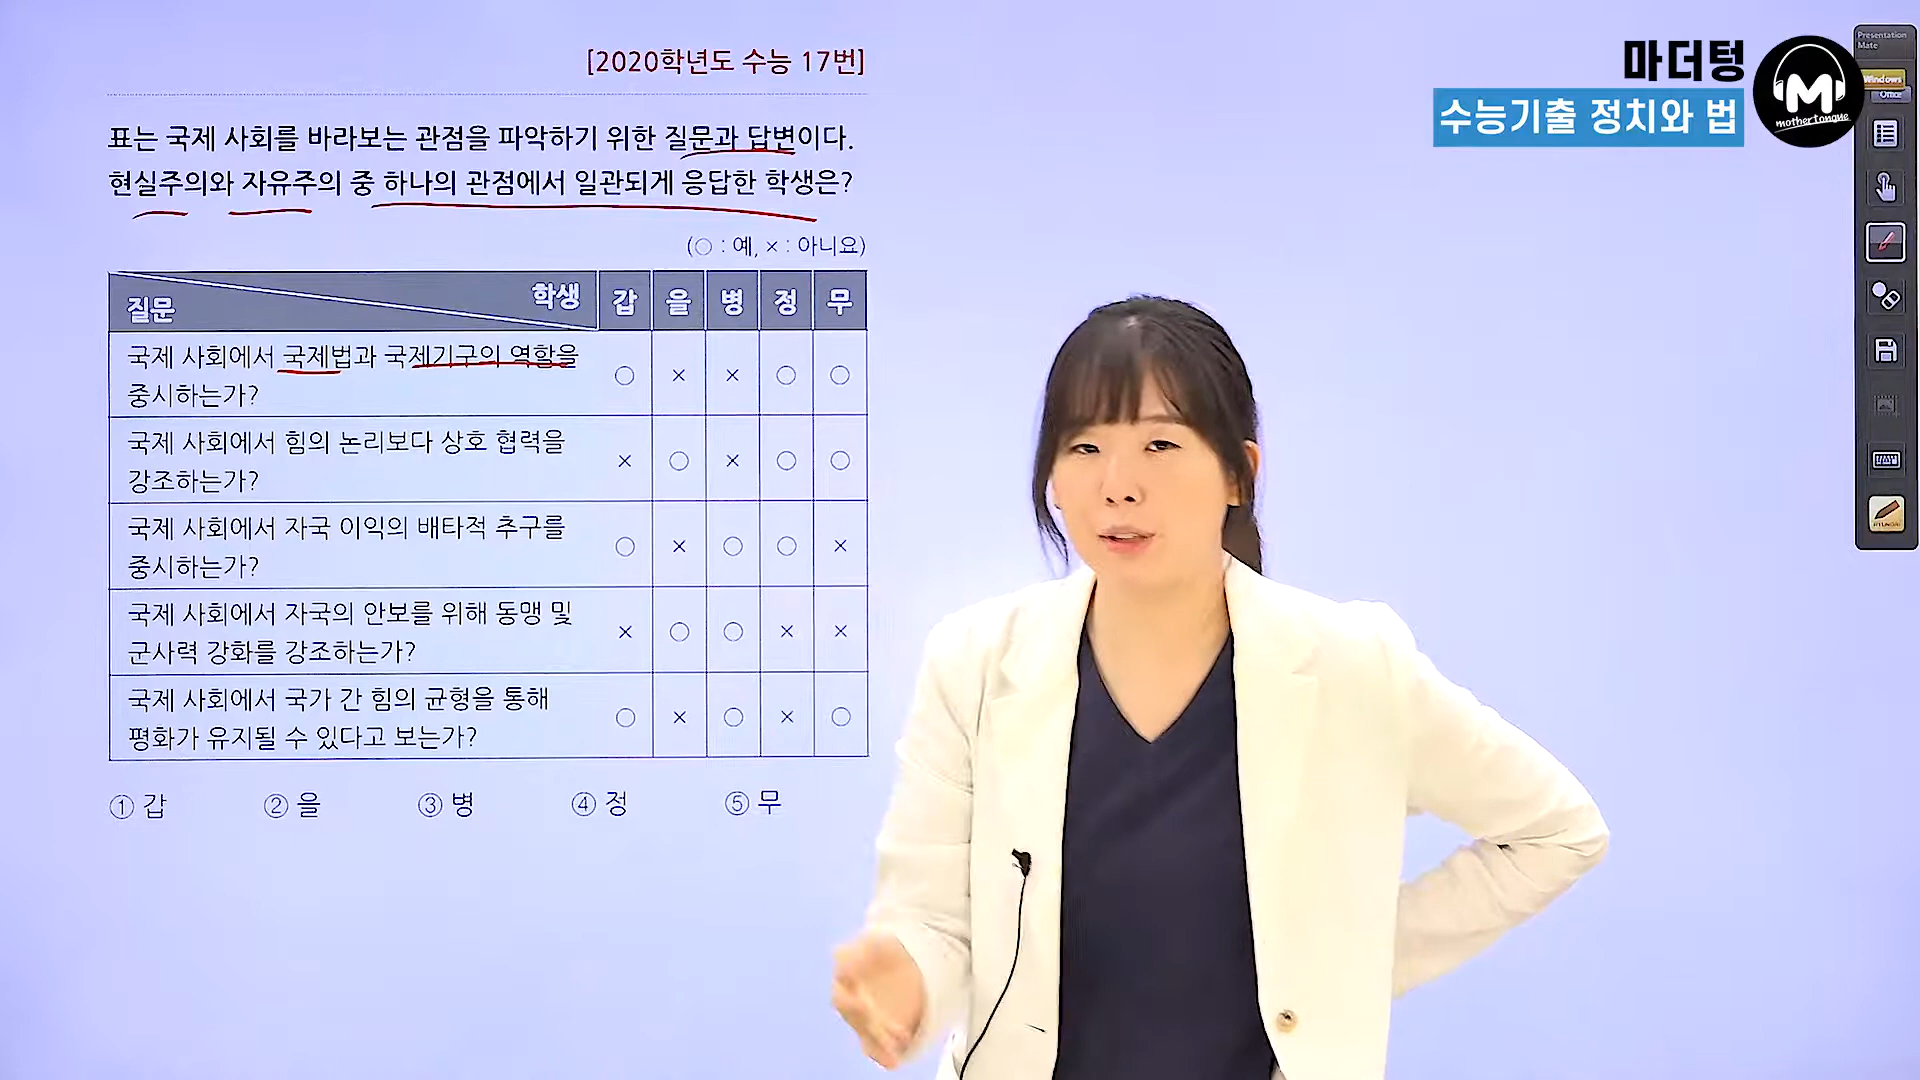 [2020학년도 수능 17번]
마더텅
수능기출 정치와 법
mothertongue
Presentation
Mate
Windows
Office
표는 국제 사회를 바라보는 관점을 파악하기 위한 질문과 답변이다.
현실주의와 자유주의 중 하나의 관점에서 일관되게 응답한 학생은?
(○ : 예, × : 아니요)
질문 학생 갑 을 병 정 무
국제 사회에서 국제법과 국제기구의 역할을
중시하는가? ○ × × ○ ○
국제 사회에서 힘의 논리보다 상호 협력을
강조하는가? × ○ × ○ ○
국제 사회에서 자국 이익의 배타적 추구를
중시하는가? ○ × ○ ○ ×
국제 사회에서 자국의 안보를 위해 동맹 및
군사력 강화를 강조하는가? × ○ ○ × ×
국제 사회에서 국가 간 힘의 균형을 통해
평화가 유지될 수 있다고 보는가? ○ × ○ × ○
① 갑 ② 을 ③ 병 ④ 정 ⑤ 무